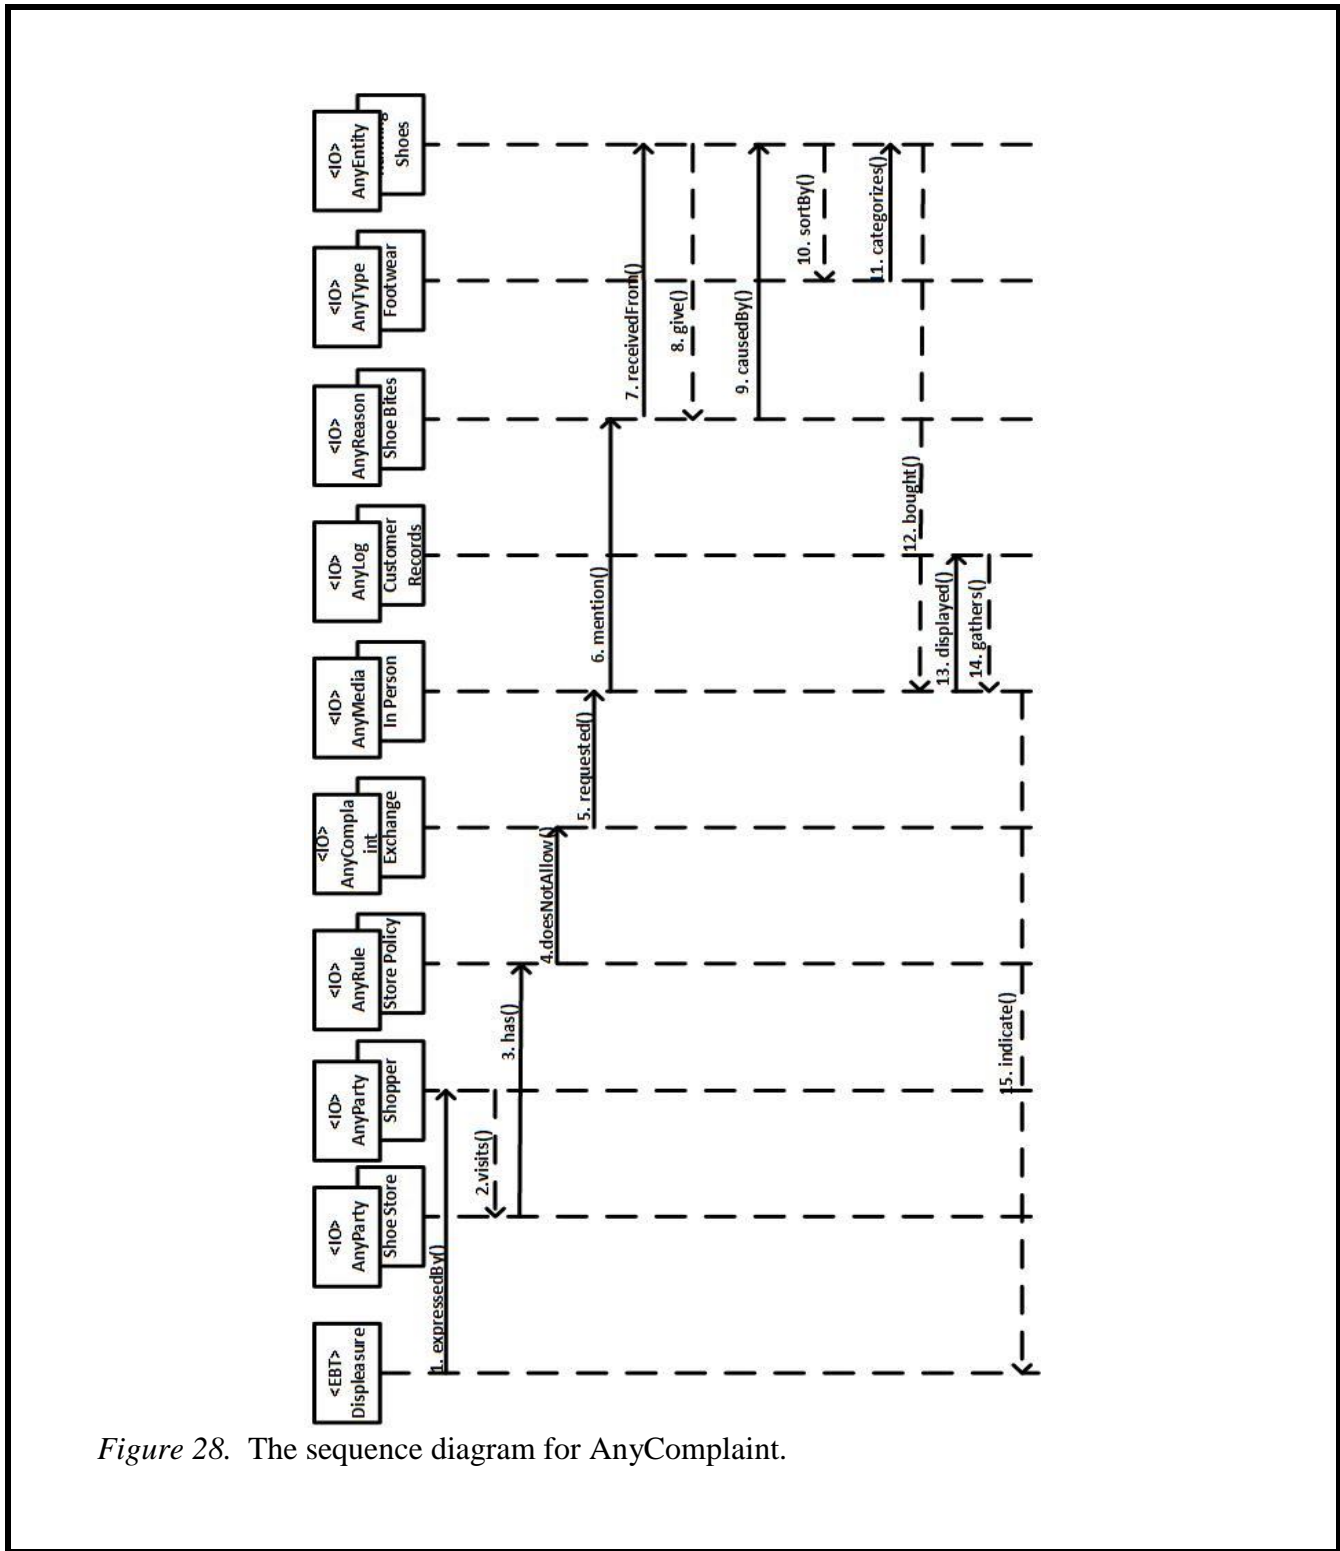 <EBT>
Displeasure
<IO>
AnyParty
Shoe Store
<IO>
AnyParty
Shopper
<IO>
AnyRule
Store Policy
<IO>
AnyCompla
int
Exchange
<IO>
AnyMedia
In Person
<IO>
AnyLog
Customer
Records
<IO>
AnyReason
Shoe Bites
<IO>
AnyType
Footwear
<IO>
AnyEntity
Shoes
1. expressedBy()
2.visits()
3. has()
4.doesNotAllow()
5. requested()
6. mention()
7. receivedFrom()
8. give()
9. causedBy()
10. sortBy()
11. categorizes()
12. bought()
13. displayed()
14. gathers()
15. indicate()
Figure 28. The sequence diagram for AnyComplaint.